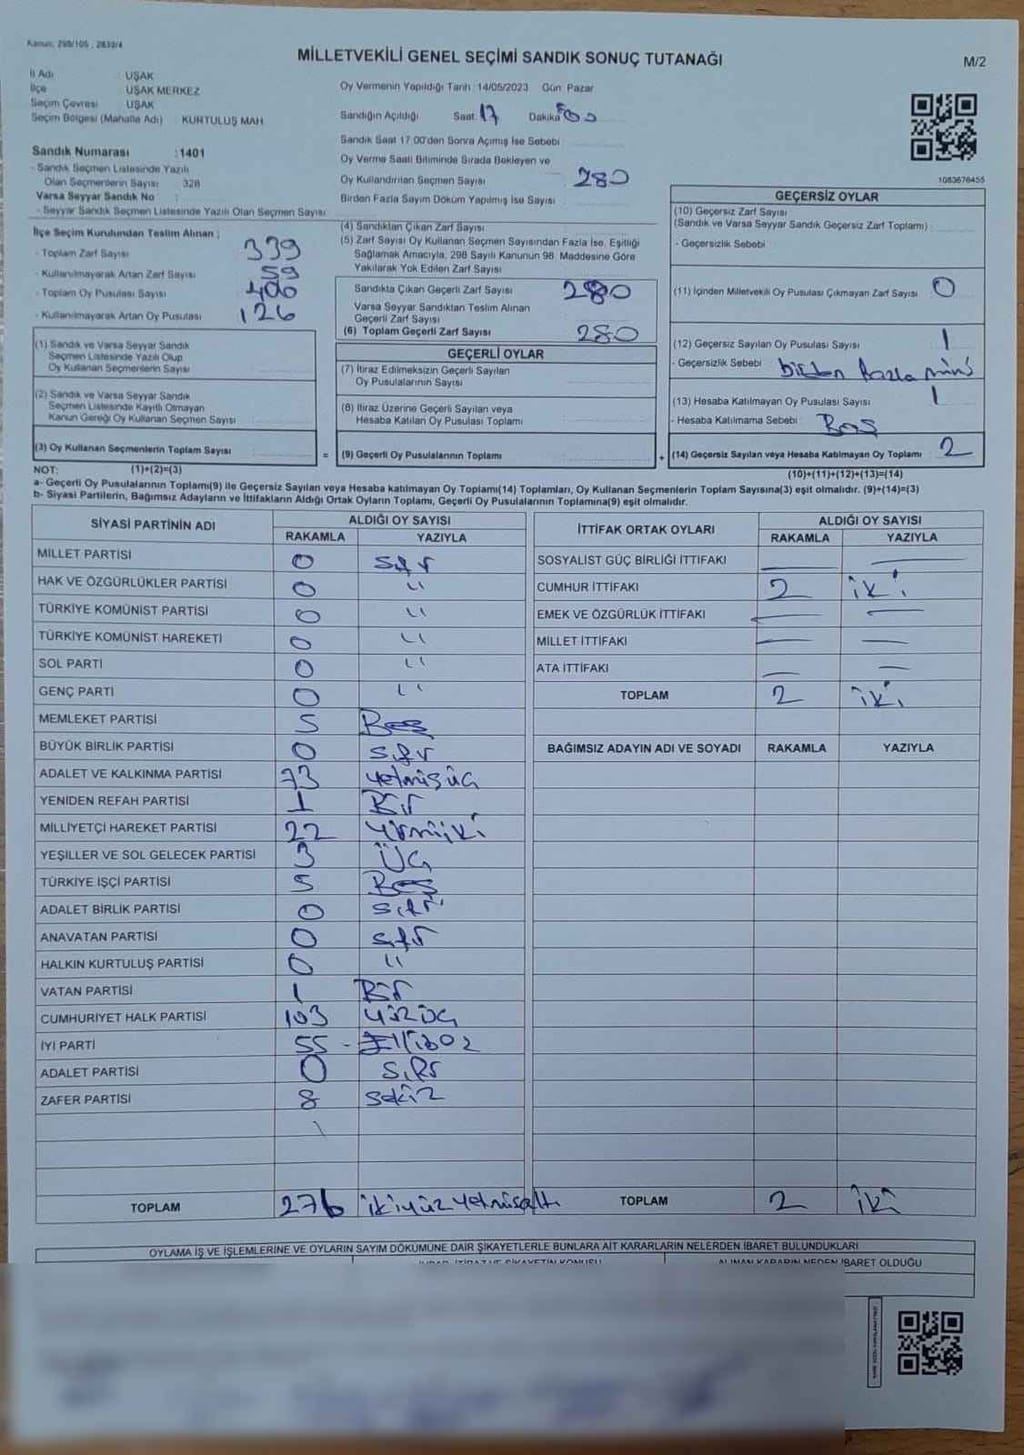 Kanun, 298/105 , 2839/4
MİLLETVEKİLİ GENEL SEÇİMİ SANDIK SONUÇ TUTANAĞI
M/2
İl Adı : UŞAK
İlçe : UŞAK MERKEZ
Seçim Çevresi : UŞAK
Seçim Bölgesi (Mahalle Adı) : KURTULUŞ MAH.
Sandık Numarası : 1401
- Sandık Seçmen Listesinde Yazılı
Olan Seçmenlerin Sayısı : 328
Varsa Seyyar Sandık No :
- Seyyar Sandık Seçmen Listesinde Yazılı Olan Seçmen Sayısı
İlçe Seçim Kurulundan Teslim Alınan ;
- Toplam Zarf Sayısı 339
- Kullanılmayarak Artan Zarf Sayısı 59
- Toplam Oy Pusulası Sayısı 406
- Kullanılmayarak Artan Oy Pusulası 126
Oy Vermenin Yapıldığı Tarih : 14/05/2023 Gün: Pazar
Sandığın Açıldığı Saat: 17 Dakika
Sandık Saat 17.00'den Sonra Açılmış İse Sebebi
Oy Verme Saati Bitiminde Sırada Bekleyen ve
Oy Kullandırılan Seçmen Sayısı 280
Birden Fazla Sayım Döküm Yapılmış İse Sayısı
(4) Sandıktan Çıkan Zarf Sayısı
(5) Zarf Sayısı Oy Kullanan Seçmen Sayısından Fazla İse, Eşitliği
Sağlamak Amacıyla, 298 Sayılı Kanunun 98. Maddesine Göre
Yakılarak Yok Edilen Zarf Sayısı
Sandıkta Çıkan Geçerli Zarf Sayısı 280
Varsa Seyyar Sandıktan Teslim Alınan
Geçerli Zarf Sayısı
(6) Toplam Geçerli Zarf Sayısı 280
1083676455
GEÇERSİZ OYLAR
(10) Geçersiz Zarf Sayısı
(Sandık ve Varsa Seyyar Sandık Geçersiz Zarf Toplamı)
- Geçersizlik Sebebi
(11) İçinden Milletvekili Oy Pusulası Çıkmayan Zarf Sayısı 0
(12) Geçersiz Sayılan Oy Pusulası Sayısı 1
- Geçersizlik Sebebi birden fazla
(13) Hesaba Katılmayan Oy Pusulası Sayısı 1
- Hesaba Katılmama Sebebi Boş
(14) Geçersiz Sayılan veya Hesaba Katılmayan Oy Toplamı 2
(10)+(11)+(12)+(13)=(14)
(1) Sandık ve Varsa Seyyar Sandık
Seçmen Listesinde Yazılı Olup
Oy Kullanan Seçmenlerin Sayısı
(2) Sandık ve Varsa Seyyar Sandık
Seçmen Listesinde Kayıtlı Olmayan
Kanun Gereği Oy Kullanan Seçmen Sayısı
(3) Oy Kullanan Seçmenlerin Toplam Sayısı
=
(1)+(2)=(3)
GEÇERLİ OYLAR
(7) İtiraz Edilmeksizin Geçerli Sayılan
Oy Pusulalarının Sayısı
(8) İtiraz Üzerine Geçerli Sayılan veya
Hesaba Katılan Oy Pusulası Toplamı
(9) Geçerli Oy Pusulalarının Toplamı
+
NOT:
a- Geçerli Oy Pusulalarının Toplamı(9) ile Geçersiz Sayılan veya Hesaba katılmayan Oy Toplamı(14) Toplamları, Oy Kullanan Seçmenlerin Toplam Sayısına(3) eşit olmalıdır. (9)+(14)=(3)
b- Siyasi Partilerin, Bağımsız Adayların ve İttifakların Aldığı Ortak Oyların Toplamı, Geçerli Oy Pusulalarının Toplamına(9) eşit olmalıdır.
SİYASİ PARTİNİN ADI ALDIĞI OY SAYISI
RAKAMLA YAZIYLA
MİLLET PARTİSİ 0 sıfır
HAK VE ÖZGÜRLÜKLER PARTİSİ 0 "
TÜRKİYE KOMÜNİST PARTİSİ 0 "
TÜRKİYE KOMÜNİST HAREKETİ 0 "
SOL PARTİ 0 "
GENÇ PARTİ 0 "
MEMLEKET PARTİSİ 5 Beş
BÜYÜK BİRLİK PARTİSİ 0 sıfır
ADALET VE KALKINMA PARTİSİ 73 yetmişüç
YENİDEN REFAH PARTİSİ 1 Bir
MİLLİYETÇİ HAREKET PARTİSİ 22 yirmiiki
YEŞİLLER VE SOL GELECEK PARTİSİ 3 Üç
TÜRKİYE İŞÇİ PARTİSİ 5 Beş
ADALET BİRLİK PARTİSİ 0 sıfır
ANAVATAN PARTİSİ 0 sıfır
HALKIN KURTULUŞ PARTİSİ 0 "
VATAN PARTİSİ 1 Bir
CUMHURİYET HALK PARTİSİ 103 yüzüç
İYİ PARTİ 55 - Ellibeş
ADALET PARTİSİ 0 sıfır
ZAFER PARTİSİ 8 sekiz
TOPLAM 276 ikiyüzyetmişaltı
İTTİFAK ORTAK OYLARI ALDIĞI OY SAYISI
RAKAMLA YAZIYLA
SOSYALİST GÜÇ BİRLİĞİ İTTİFAKI — —
CUMHUR İTTİFAKI 2 iki
EMEK VE ÖZGÜRLÜK İTTİFAKI — —
MİLLET İTTİFAKI — —
ATA İTTİFAKI — —
TOPLAM 2 iki
BAĞIMSIZ ADAYIN ADI VE SOYADI RAKAMLA YAZIYLA
TOPLAM 2 iki
OYLAMA İŞ VE İŞLEMLERİNE VE OYLARIN SAYIM DÖKÜMÜNE DAİR ŞİKAYETLERLE BUNLARA AİT KARARLARIN NELERDEN İBARET BULUNDUKLARI
İTİRAZ VE ŞİKAYETİN KONUSU ALINAN KARARIN NEDEN İBARET OLDUĞU